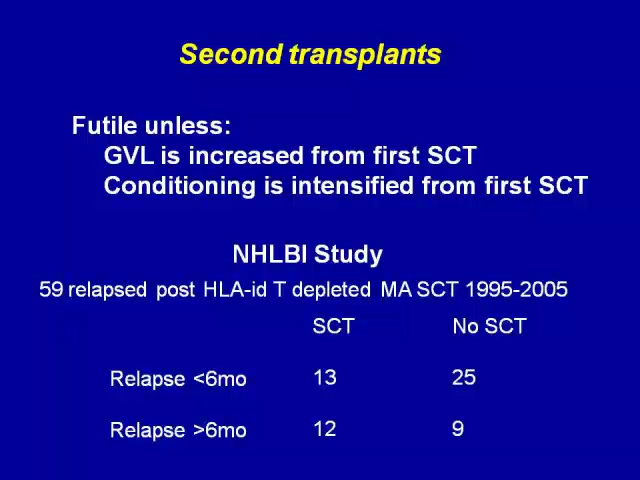 Second transplants
Futile unless:
GVL is increased from first SCT
Conditioning is intensified from first SCT
NHLBI Study
59 relapsed post HLA-id T depleted MA SCT 1995-2005
SCT No SCT
Relapse <6mo 13 25
Relapse >6mo 12 9